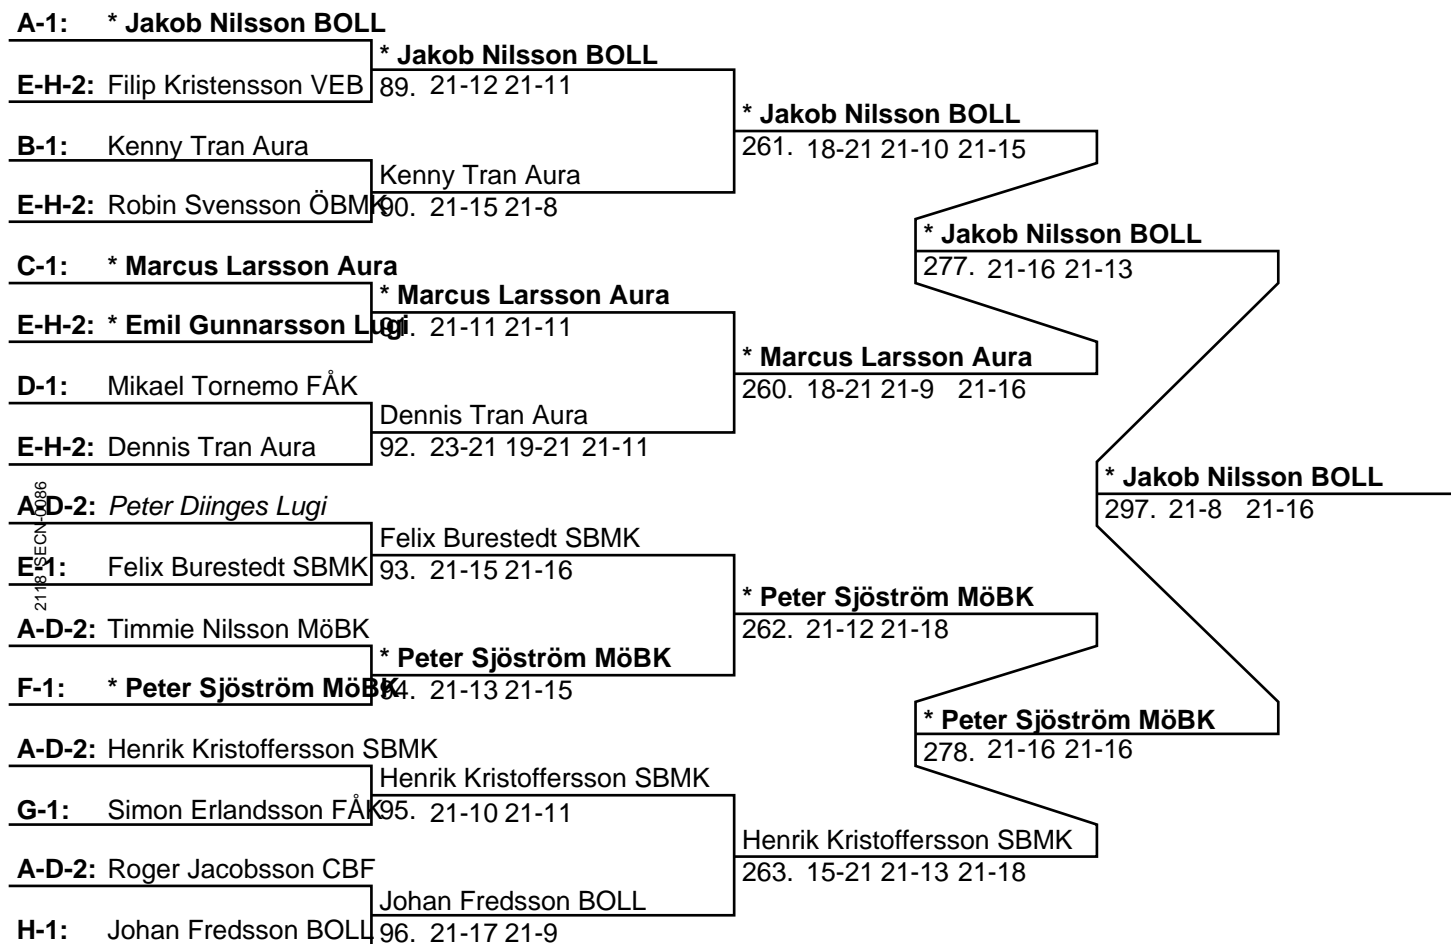 A-1: * Jakob Nilsson BOLL
* Jakob Nilsson BOLL
E-H-2: Filip Kristensson VEB
89. 21-12 21-11
* Jakob Nilsson BOLL
B-1: Kenny Tran Aura
261. 18-21 21-10 21-15
Kenny Tran Aura
E-H-2: Robin Svensson ÖBMK
90. 21-15 21-8
* Jakob Nilsson BOLL
C-1: * Marcus Larsson Aura
277. 21-16 21-13
* Marcus Larsson Aura
E-H-2: * Emil Gunnarsson Lugi
91. 21-11 21-11
* Marcus Larsson Aura
D-1: Mikael Tornemo FÅK
260. 18-21 21-9 21-16
Dennis Tran Aura
E-H-2: Dennis Tran Aura
92. 23-21 19-21 21-11
* Jakob Nilsson BOLL
A-D-2: Peter Diinges Lugi
297. 21-8 21-16
Felix Burestedt SBMK
E-1: Felix Burestedt SBMK
93. 21-15 21-16
* Peter Sjöström MöBK
A-D-2: Timmie Nilsson MöBK
262. 21-12 21-18
* Peter Sjöström MöBK
F-1: * Peter Sjöström MöBK
94. 21-13 21-15
* Peter Sjöström MöBK
A-D-2: Henrik Kristoffersson SBMK
278. 21-16 21-16
Henrik Kristoffersson SBMK
G-1: Simon Erlandsson FÅK
95. 21-10 21-11
Henrik Kristoffersson SBMK
A-D-2: Roger Jacobsson CBF
263. 15-21 21-13 21-18
Johan Fredsson BOLL
H-1: Johan Fredsson BOLL
96. 21-17 21-9